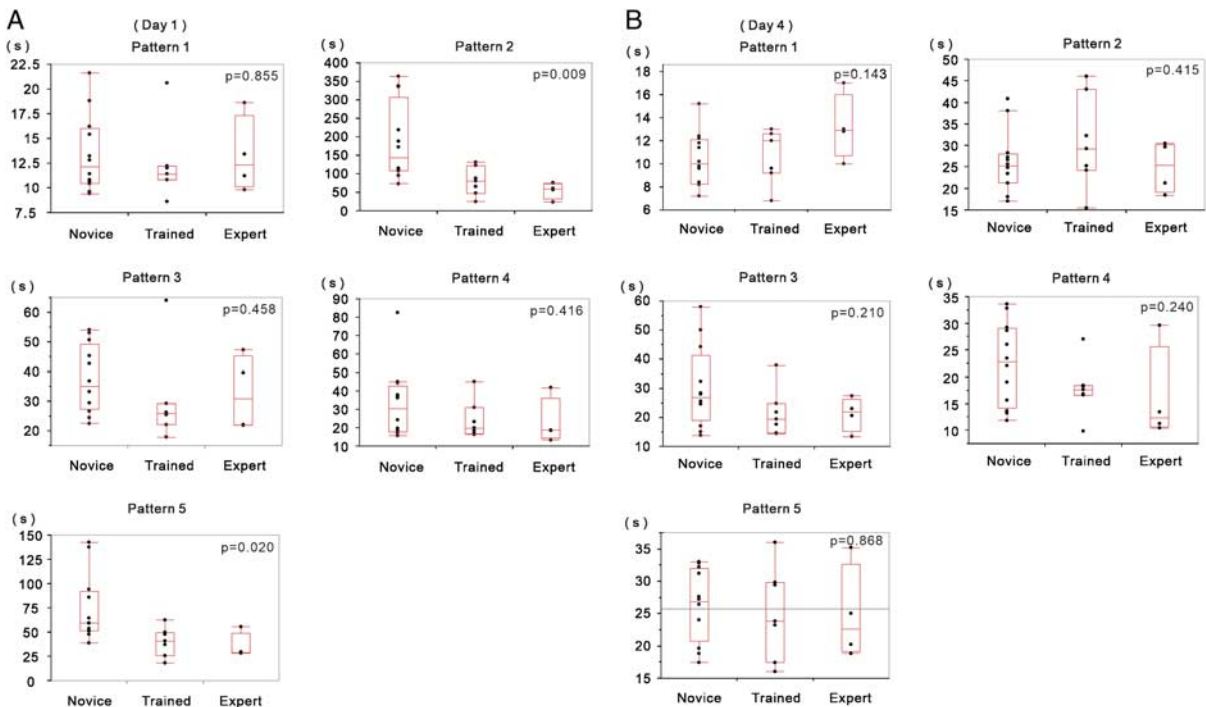 A
( Day 1 )
( s )
Pattern 1
p=0.855
22.5
20
17.5
15
12.5
10
7.5
Novice Trained Expert
( s )
Pattern 2
p=0.009
400
350
300
250
200
150
100
50
0
Novice Trained Expert
( s )
Pattern 3
p=0.458
60
50
40
30
20
Novice Trained Expert
( s )
Pattern 4
p=0.416
90
80
70
60
50
40
30
20
10
Novice Trained Expert
( s )
Pattern 5
p=0.020
150
125
100
75
50
25
0
Novice Trained Expert
B
( Day 4 )
( s )
Pattern 1
p=0.143
18
16
14
12
10
8
6
Novice Trained Expert
( s )
Pattern 2
p=0.415
50
45
40
35
30
25
20
15
Novice Trained Expert
( s )
Pattern 3
p=0.210
60
50
40
30
20
10
Novice Trained Expert
( s )
Pattern 4
p=0.240
35
30
25
20
15
10
Novice Trained Expert
( s )
Pattern 5
p=0.868
35
30
25
20
15
Novice Trained Expert